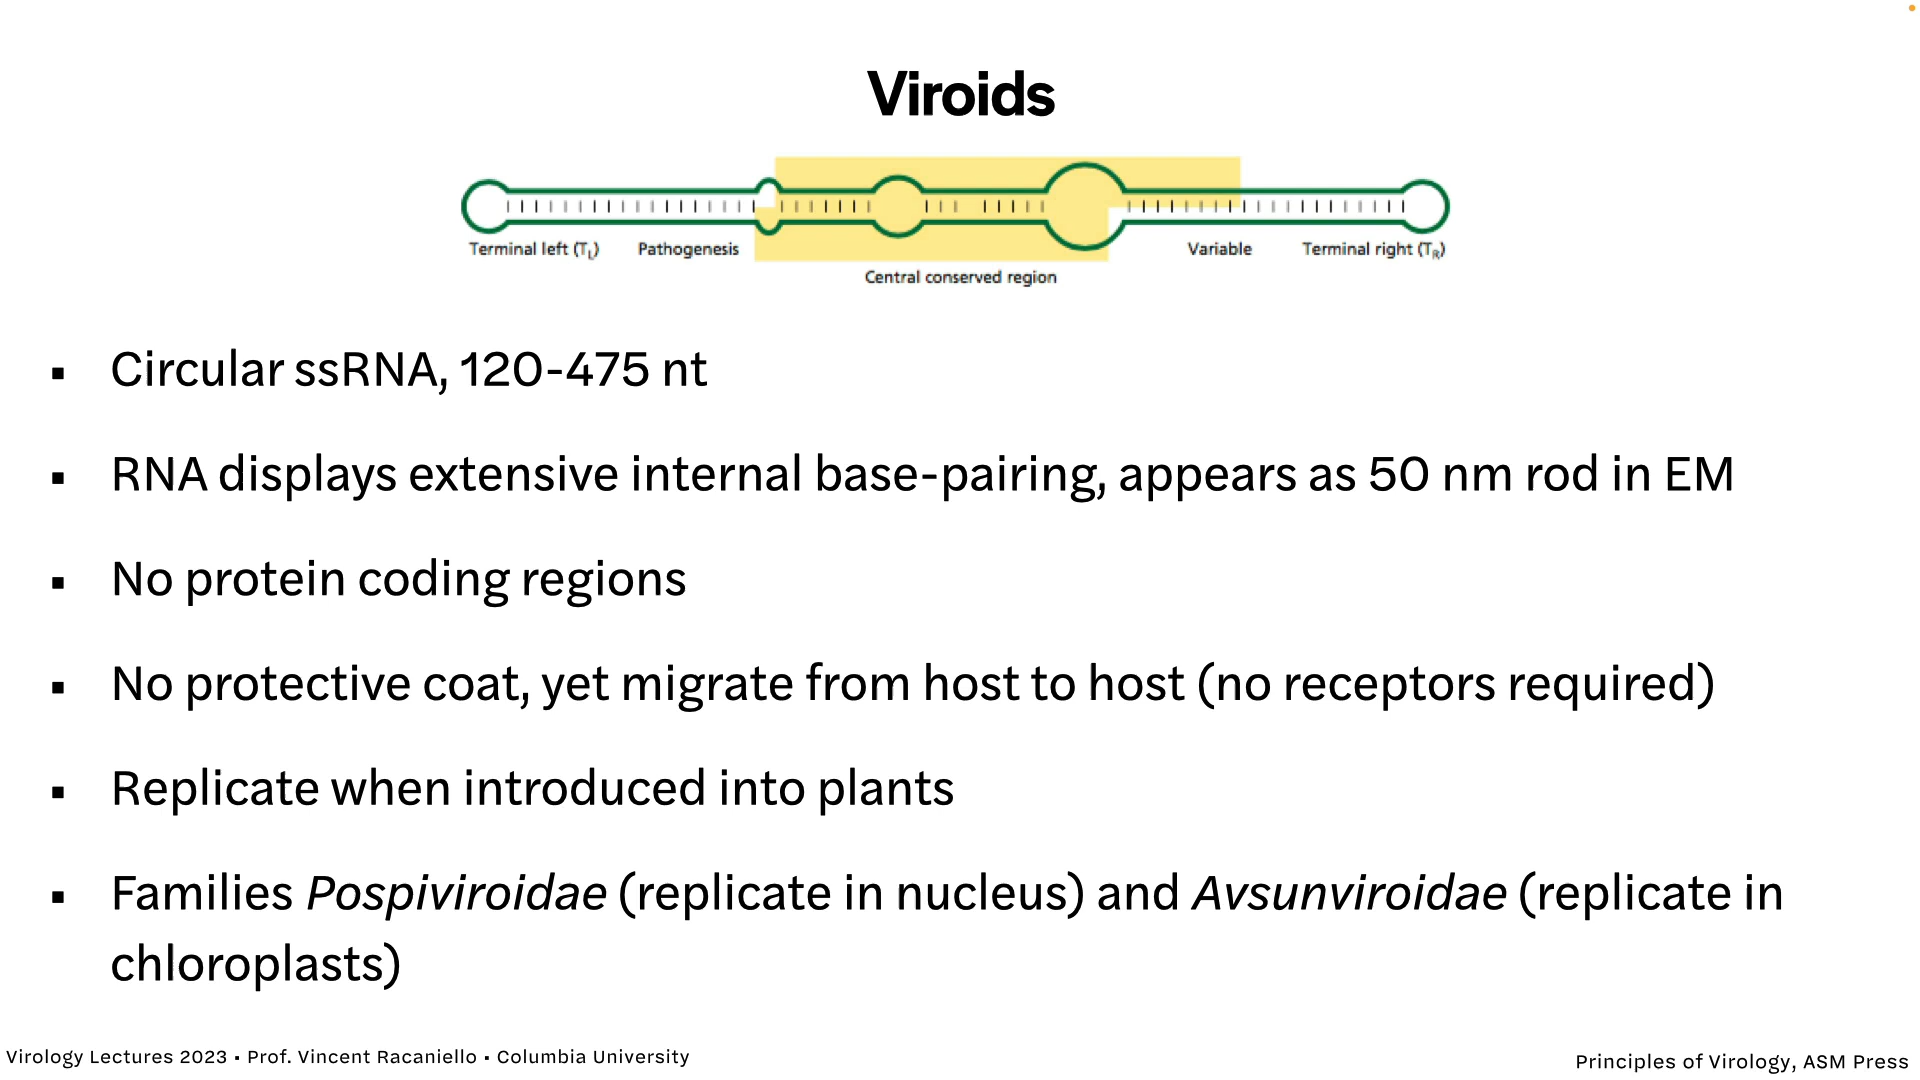 Viroids
Terminal left (TL)
Pathogenesis
Variable
Terminal right (TR)
Central conserved region
▪ Circular ssRNA, 120-475 nt
▪ RNA displays extensive internal base-pairing, appears as 50 nm rod in EM
▪ No protein coding regions
▪ No protective coat, yet migrate from host to host (no receptors required)
▪ Replicate when introduced into plants
▪ Families Pospiviroidae (replicate in nucleus) and Avsunviroidae (replicate in
chloroplasts)
Virology Lectures 2023 ▪ Prof. Vincent Racaniello ▪ Columbia University
Principles of Virology, ASM Press